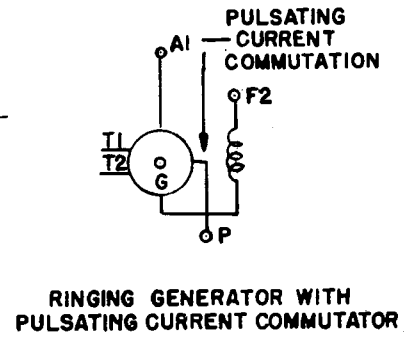 PULSATING
CURRENT
COMMUTATION
A1
F2
T1
T2
G
P
RINGING GENERATOR WITH
PULSATING CURRENT COMMUTATOR